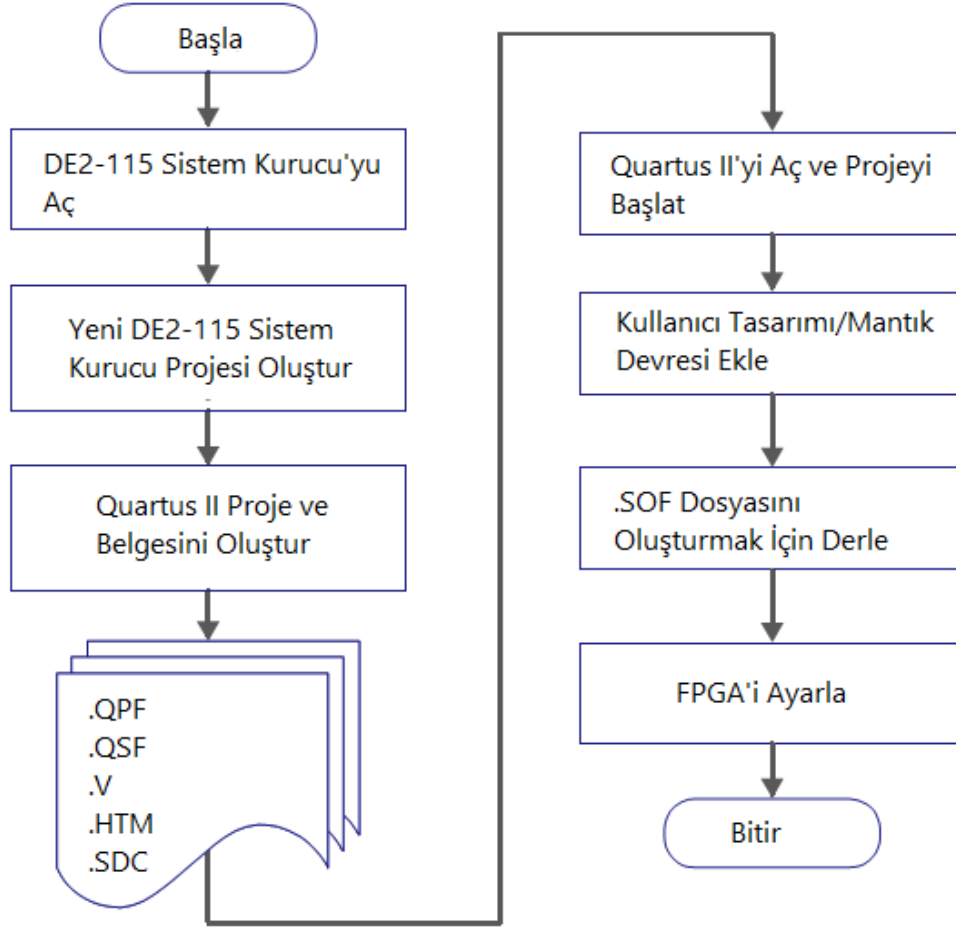 Başla
DE2-115 Sistem Kurucu'yu
Aç
Yeni DE2-115 Sistem
Kurucu Projesi Oluştur
Quartus II Proje ve
Belgesini Oluştur
.QPF
.QSF
.V
.HTM
.SDC
Quartus II'yi Aç ve Projeyi
Başlat
Kullanıcı Tasarımı/Mantık
Devresi Ekle
.SOF Dosyasını
Oluşturmak İçin Derle
FPGA'i Ayarla
Bitir